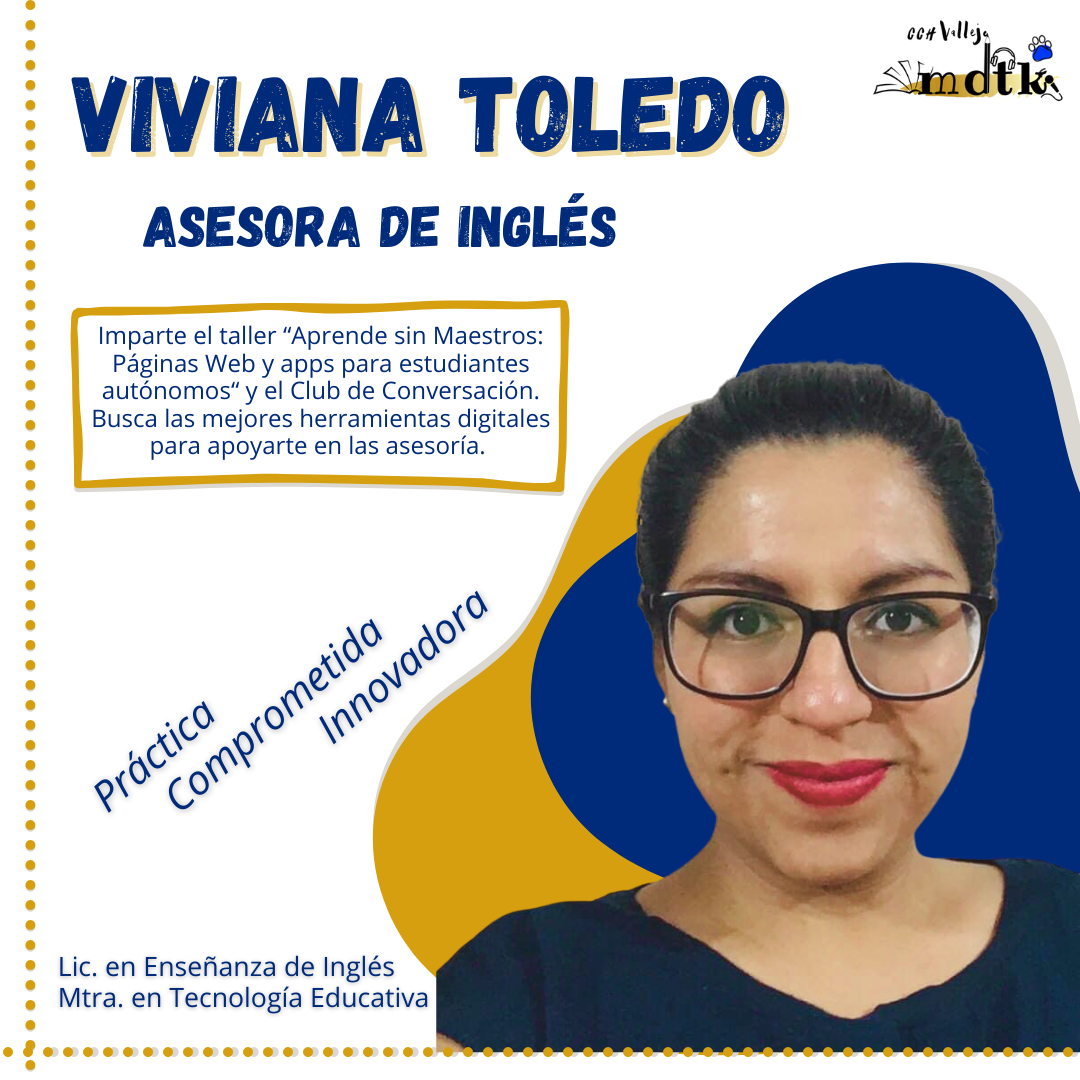 CCH Vallejo
mdtk
VIVIANA TOLEDO
ASESORA DE INGLÉS
Imparte el taller “Aprende sin Maestros:
Páginas Web y apps para estudiantes
autónomos“ y el Club de Conversación.
Busca las mejores herramientas digitales
para apoyarte en las asesoría.
Práctica
Comprometida
Innovadora
Lic. en Enseñanza de Inglés
Mtra. en Tecnología Educativa